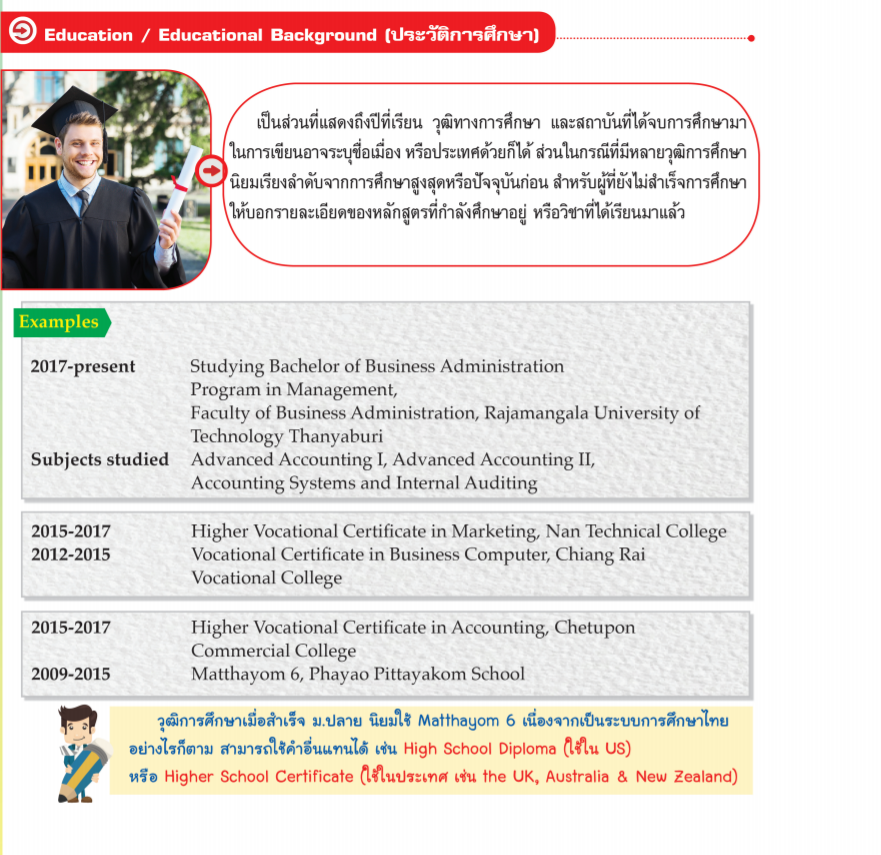 Education / Educational Background (ประวัติการศึกษา)
เป็นส่วนที่แสดงถึงปีที่เรียน วุฒิทางการศึกษา และสถาบันที่ได้จบการศึกษามา
ในการเขียนอาจระบุชื่อเมือง หรือประเทศด้วยก็ได้ ส่วนในกรณีที่มีหลายวุฒิการศึกษา
นิยมเรียงลำดับจากการศึกษาสูงสุดหรือปัจจุบันก่อน สำหรับผู้ที่ยังไม่สำเร็จการศึกษา
ให้บอกรายละเอียดของหลักสูตรที่กำลังศึกษาอยู่ หรือวิชาที่ได้เรียนมาแล้ว
Examples
2017-present Studying Bachelor of Business Administration
Program in Management,
Faculty of Business Administration, Rajamangala University of
Technology Thanyaburi
Subjects studied Advanced Accounting I, Advanced Accounting II,
Accounting Systems and Internal Auditing
2015-2017 Higher Vocational Certificate in Marketing, Nan Technical College
2012-2015 Vocational Certificate in Business Computer, Chiang Rai
Vocational College
2015-2017 Higher Vocational Certificate in Accounting, Chetupon
Commercial College
2009-2015 Matthayom 6, Phayao Pittayakom School
วุฒิการศึกษาเมื่อสำเร็จ ม.ปลาย นิยมใช้ Matthayom 6 เนื่องจากเป็นระบบการศึกษาไทย
อย่างไรก็ตาม สามารถใช้คำอื่นแทนได้ เช่น High School Diploma (ใช้ใน US)
หรือ Higher School Certificate (ใช้ในประเทศ เช่น the UK, Australia & New Zealand)